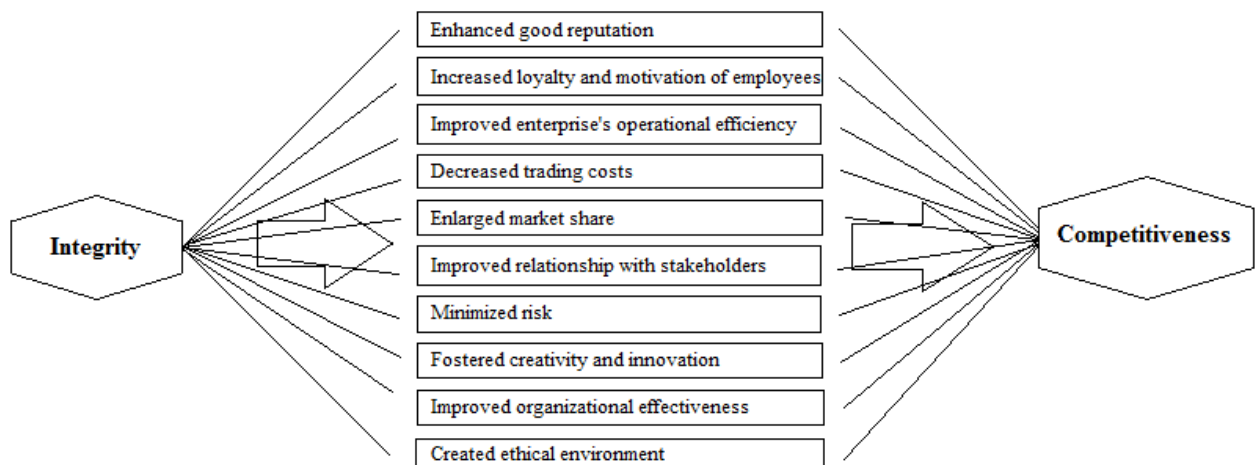 Enhanced good reputation
Increased loyalty and motivation of employees
Improved enterprise's operational efficiency
Decreased trading costs
Integrity
Enlarged market share
Competitiveness
Improved relationship with stakeholders
Minimized risk
Fostered creativity and innovation
Improved organizational effectiveness
Created ethical environment